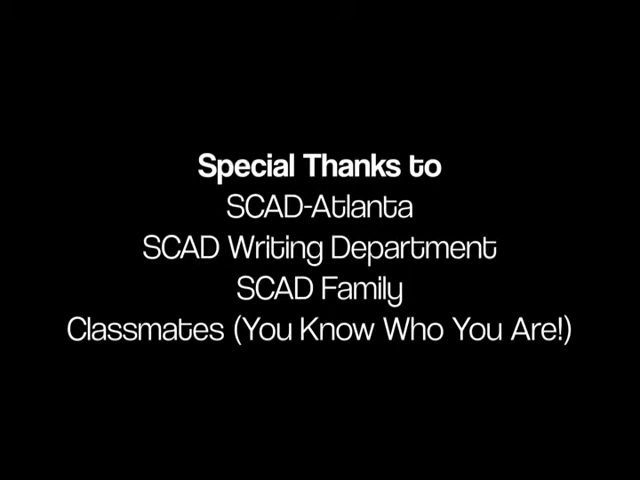 Special Thanks to
SCAD-Atlanta
SCAD Writing Department
SCAD Family
Classmates (You Know Who You Are!)